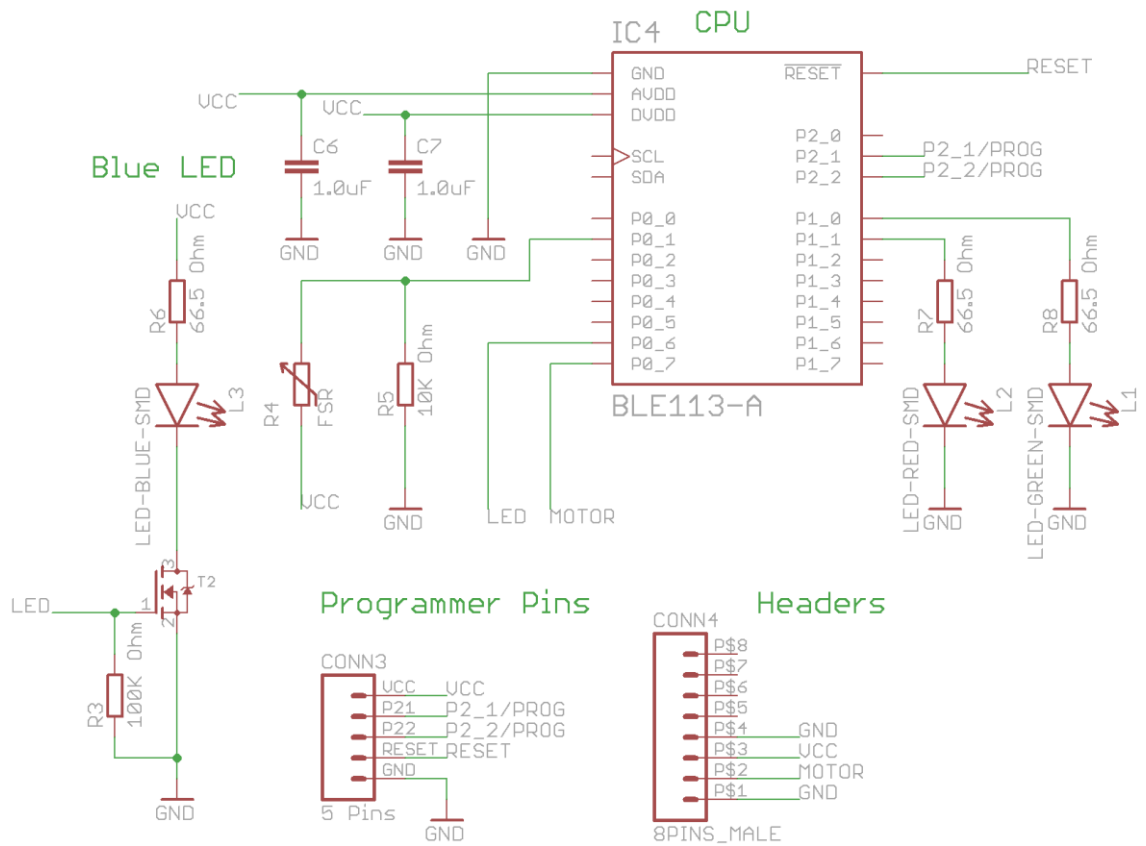 CPU
IC4
GND
AVDD
DVDD
SCL
SDA
P0_0
P0_1
P0_2
P0_3
P0_4
P0_5
P0_6
P0_7
RESET
P2_0
P2_1
P2_2
P1_0
P1_1
P1_2
P1_3
P1_4
P1_5
P1_6
P1_7
BLE113-A
RESET
P2_1/PROG
P2_2/PROG
VCC
VCC
C6
1.0uF
C7
1.0uF
GND
GND
GND
Blue LED
VCC
R6
66.5 Ohm
L3
LED-BLUE-SMD
3
T2
1
2
LED
R3
100K Ohm
GND
R4
FSR
VCC
R5
10K Ohm
GND
LED
MOTOR
R7
66.5 Ohm
L2
LED-RED-SMD
GND
R8
66.5 Ohm
L1
LED-GREEN-SMD
GND
Programmer Pins
CONN3
VCC VCC
P21 P2_1/PROG
P22 P2_2/PROG
RESET RESET
GND
5 Pins
GND
Headers
CONN4
P$8
P$7
P$6
P$5
P$4 GND
P$3 VCC
P$2 MOTOR
P$1 GND
8PINS_MALE